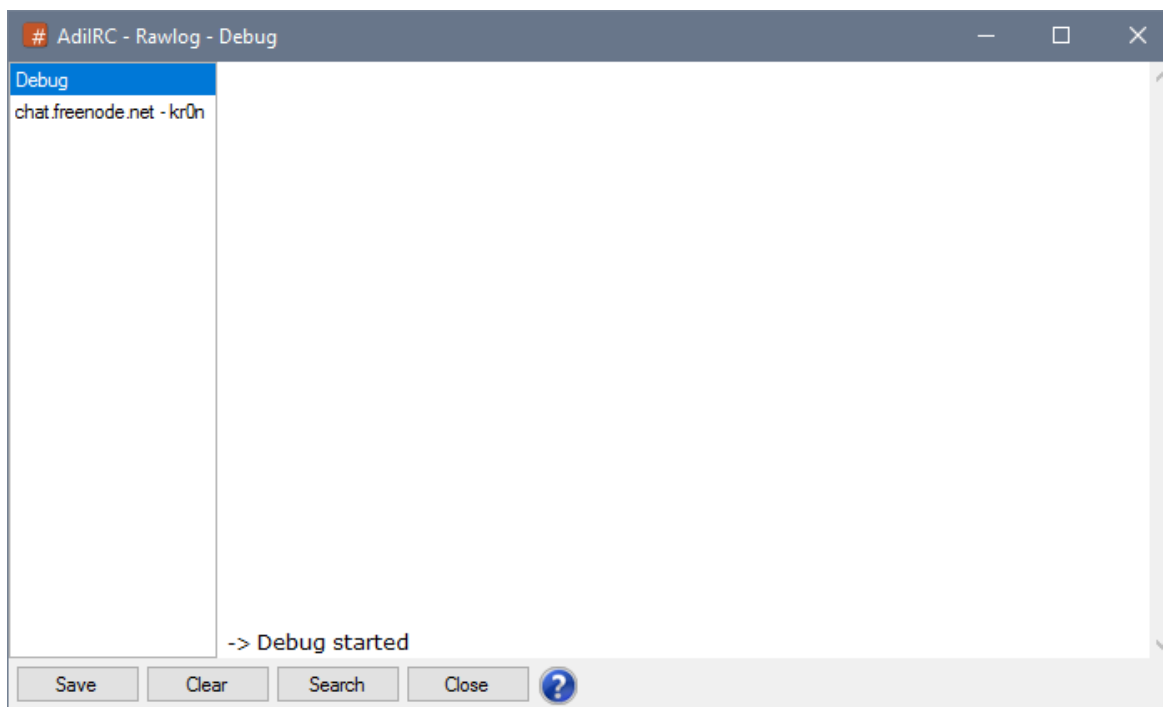 # AdiIRC - Rawlog - Debug
Debug
chat.freenode.net - kr0n
-> Debug started
Save Clear Search Close ?